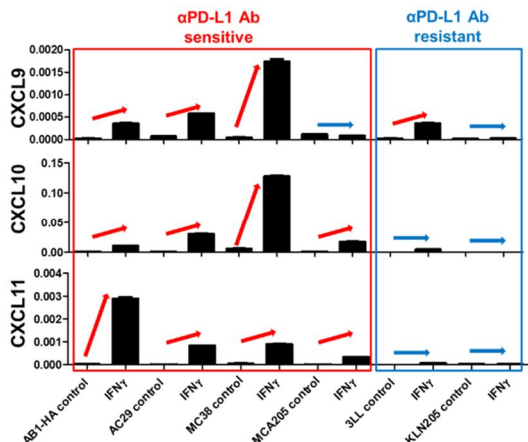 αPD-L1 Ab
sensitive
αPD-L1 Ab
resistant
CXCL9
0.0020
0.0015
0.0010
0.0005
0.0000
CXCL10
0.15
0.10
0.05
0.00
CXCL11
0.004
0.003
0.002
0.001
0.000
AB1-HA control
IFNγ
AC29 control
IFNγ
MC38 control
IFNγ
MCA205 control
IFNγ
3LL control
IFNγ
KLN205 control
IFNγ